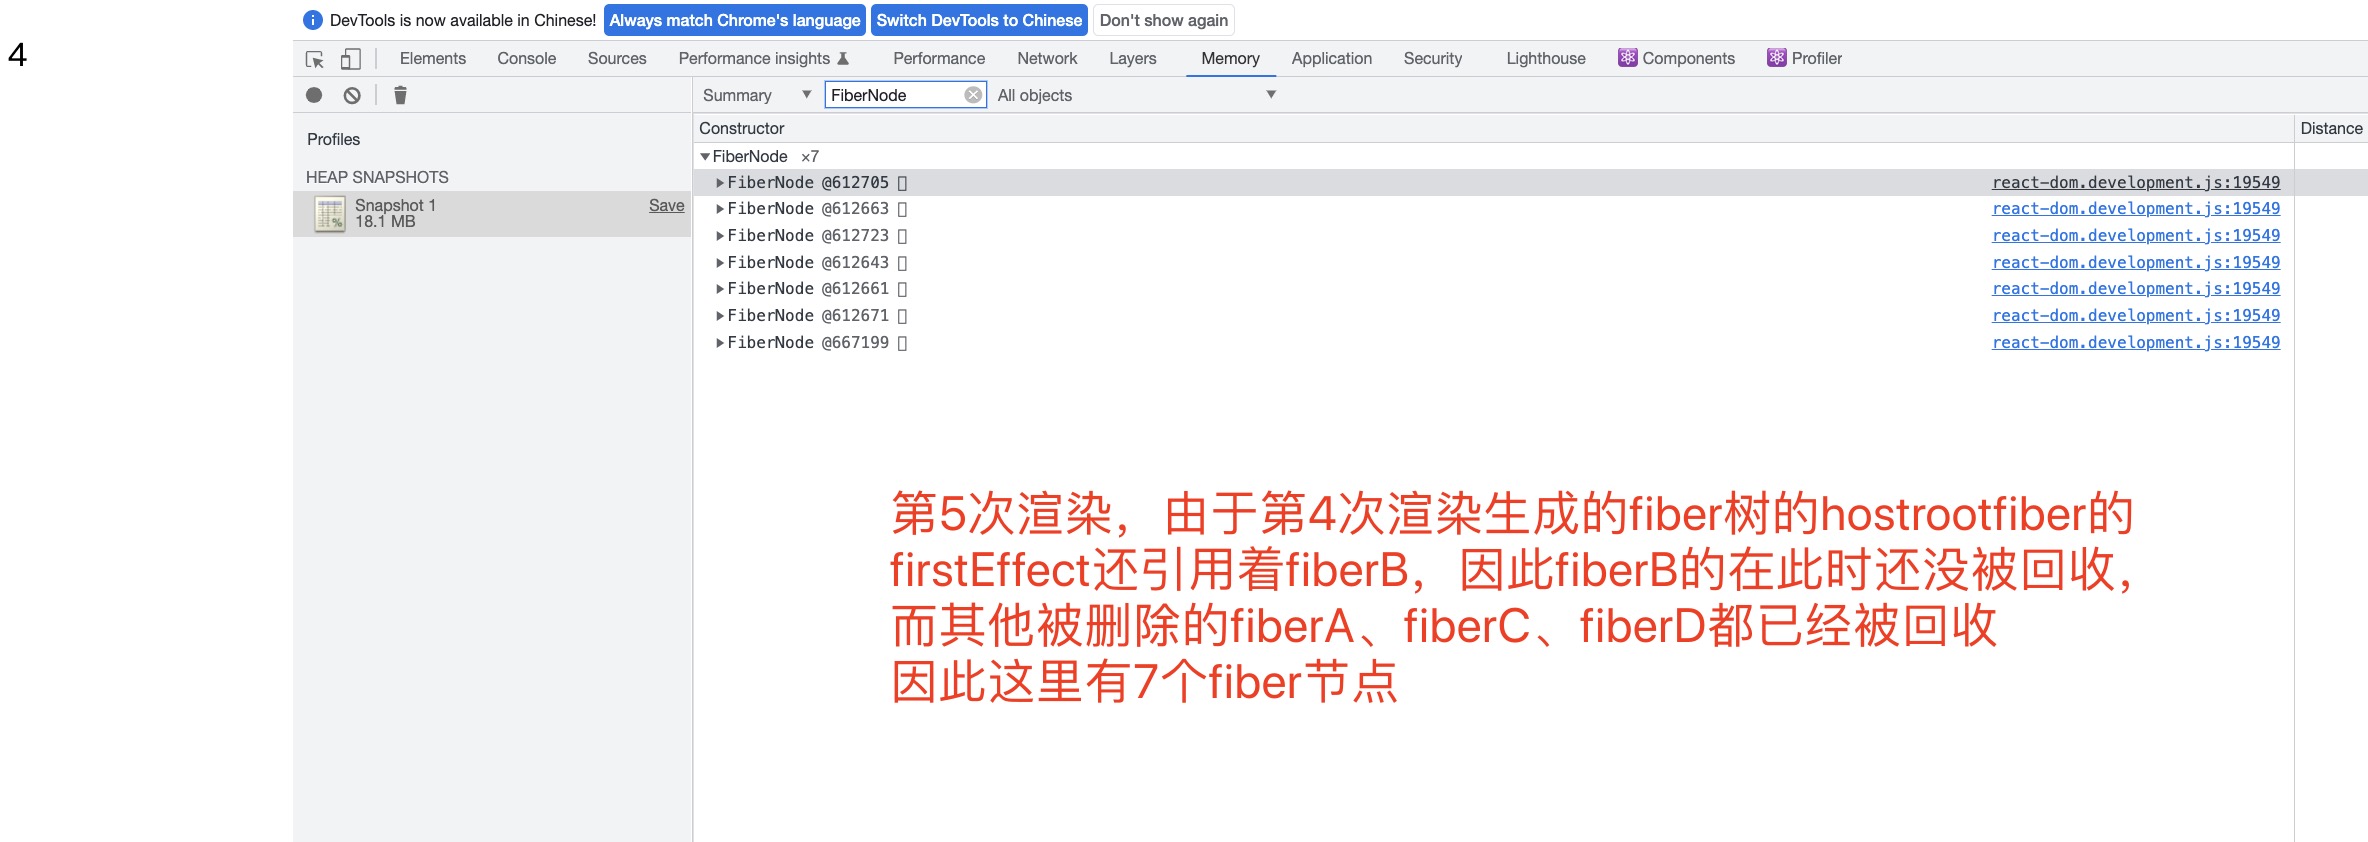 DevTools is now available in Chinese! Always match Chrome's language Switch DevTools to Chinese Don't show again
4
Elements Console Sources Performance insights Performance Network Layers Memory Application Security Lighthouse Components Profiler
Summary FiberNode All objects
Profiles
HEAP SNAPSHOTS
Snapshot 1 Save
18.1 MB
Constructor Distance
FiberNode ×7
FiberNode @612705 react-dom.development.js:19549
FiberNode @612663 react-dom.development.js:19549
FiberNode @612723 react-dom.development.js:19549
FiberNode @612643 react-dom.development.js:19549
FiberNode @612661 react-dom.development.js:19549
FiberNode @612671 react-dom.development.js:19549
FiberNode @667199 react-dom.development.js:19549
第5次渲染，由于第4次渲染生成的fiber树的hostrootfiber的
firstEffect还引用着fiberB，因此fiberB的在此时还没被回收，
而其他被删除的fiberA、fiberC、fiberD都已经被回收
因此这里有7个fiber节点